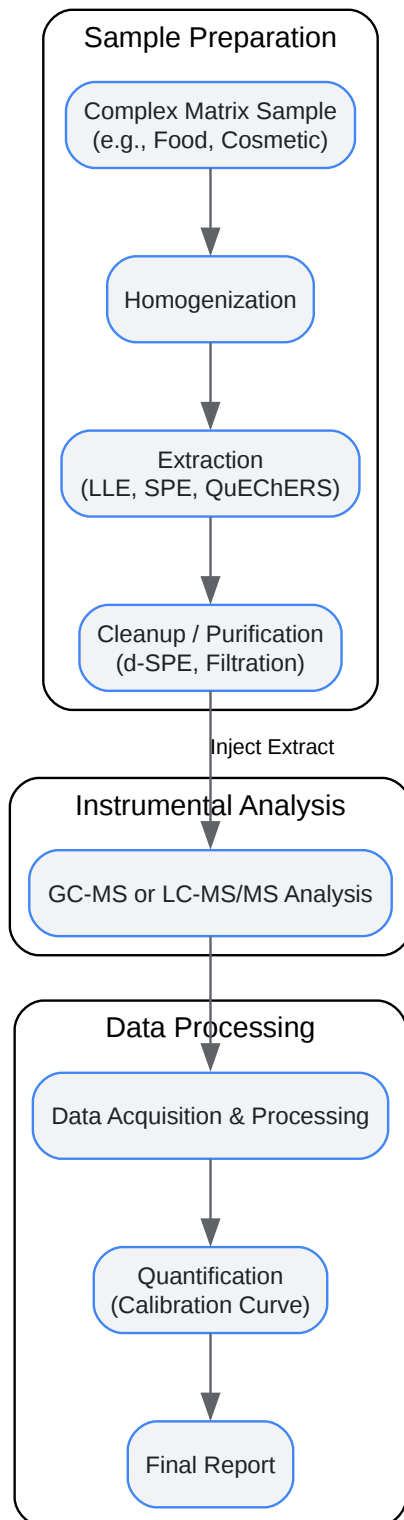 Sample Preparation
Complex Matrix Sample
(e.g., Food, Cosmetic)
Homogenization
Extraction
(LLE, SPE, QuEChERS)
Cleanup / Purification
(d-SPE, Filtration)
Inject Extract
Instrumental Analysis
GC-MS or LC-MS/MS Analysis
Data Processing
Data Acquisition & Processing
Quantification
(Calibration Curve)
Final Report